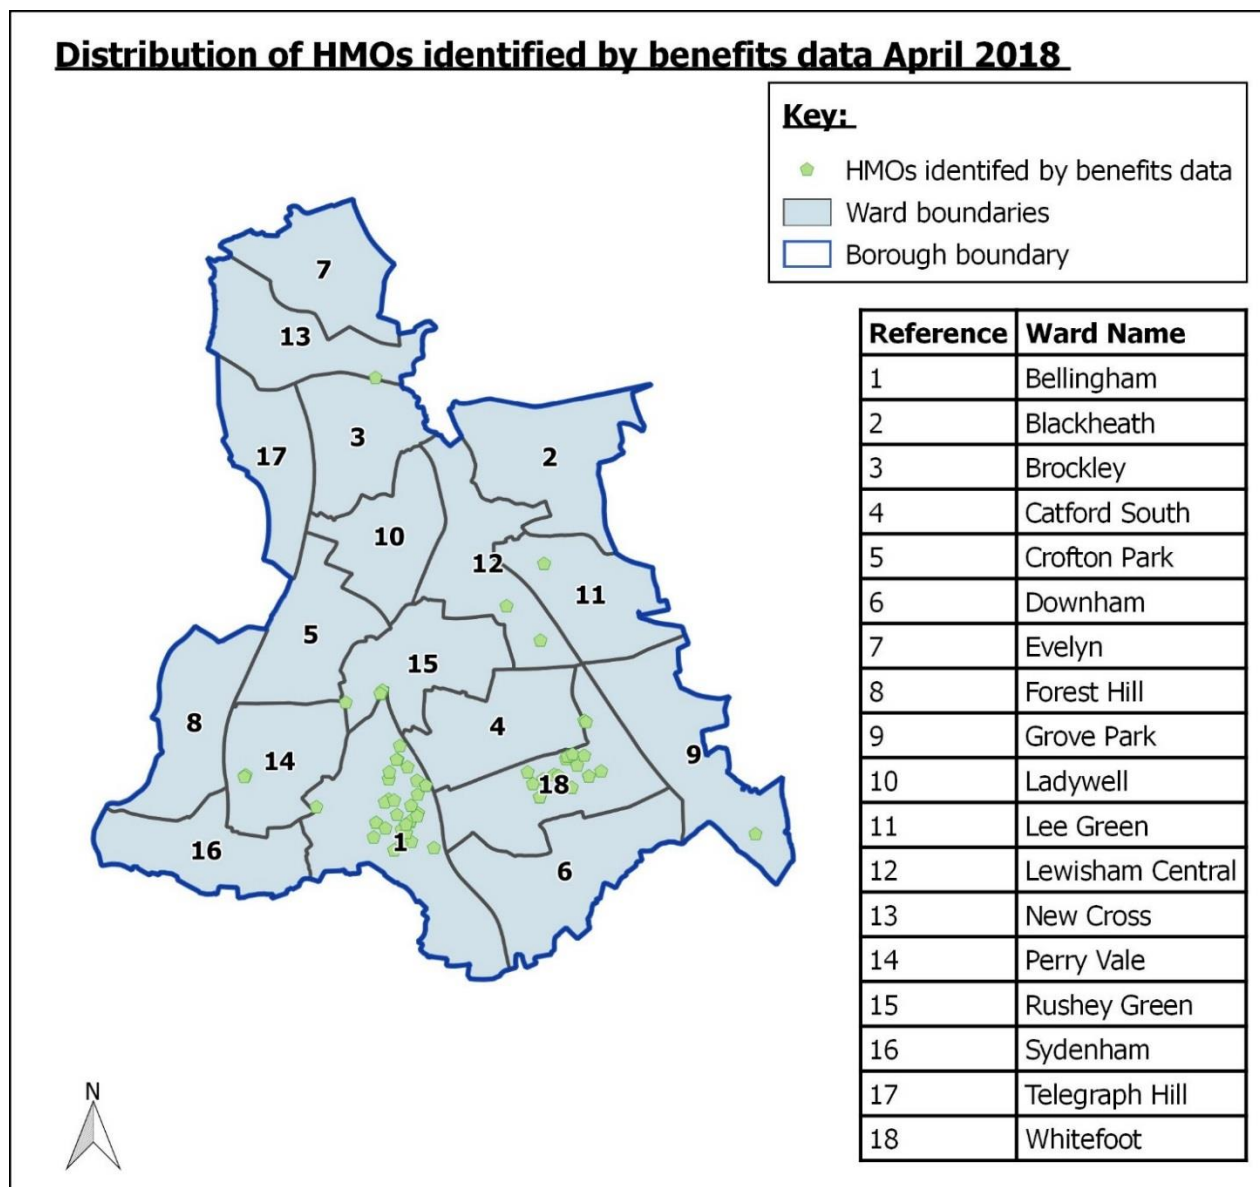 Distribution of HMOs identified by benefits data April 2018
Key:
HMOs identifed by benefits data
Ward boundaries
Borough boundary
7
13
3
17
2
10
12
11
5
15
8
4
9
14
18
1
16
6
N
Reference Ward Name
1 Bellingham
2 Blackheath
3 Brockley
4 Catford South
5 Crofton Park
6 Downham
7 Evelyn
8 Forest Hill
9 Grove Park
10 Ladywell
11 Lee Green
12 Lewisham Central
13 New Cross
14 Perry Vale
15 Rushey Green
16 Sydenham
17 Telegraph Hill
18 Whitefoot